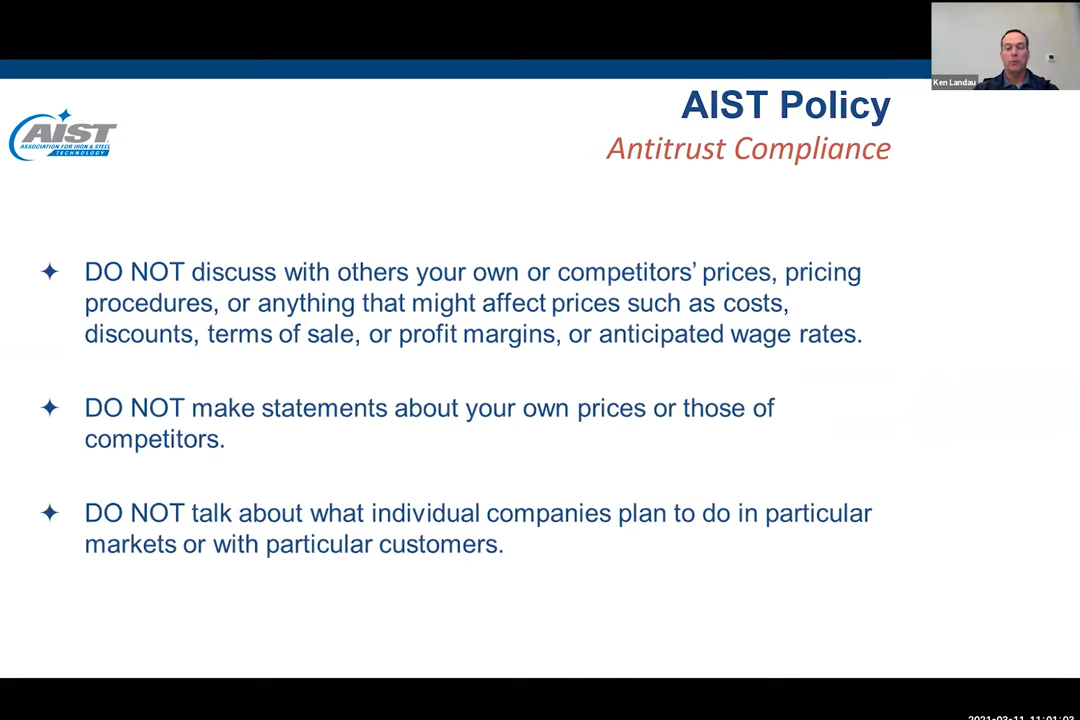 Ken Landau
AIST Policy
Antitrust Compliance
AIST
ASSOCIATION FOR IRON & STEEL
TECHNOLOGY
DO NOT discuss with others your own or competitors' prices, pricing
procedures, or anything that might affect prices such as costs,
discounts, terms of sale, or profit margins, or anticipated wage rates.
DO NOT make statements about your own prices or those of
competitors.
DO NOT talk about what individual companies plan to do in particular
markets or with particular customers.
2021-03-11 11:01:03